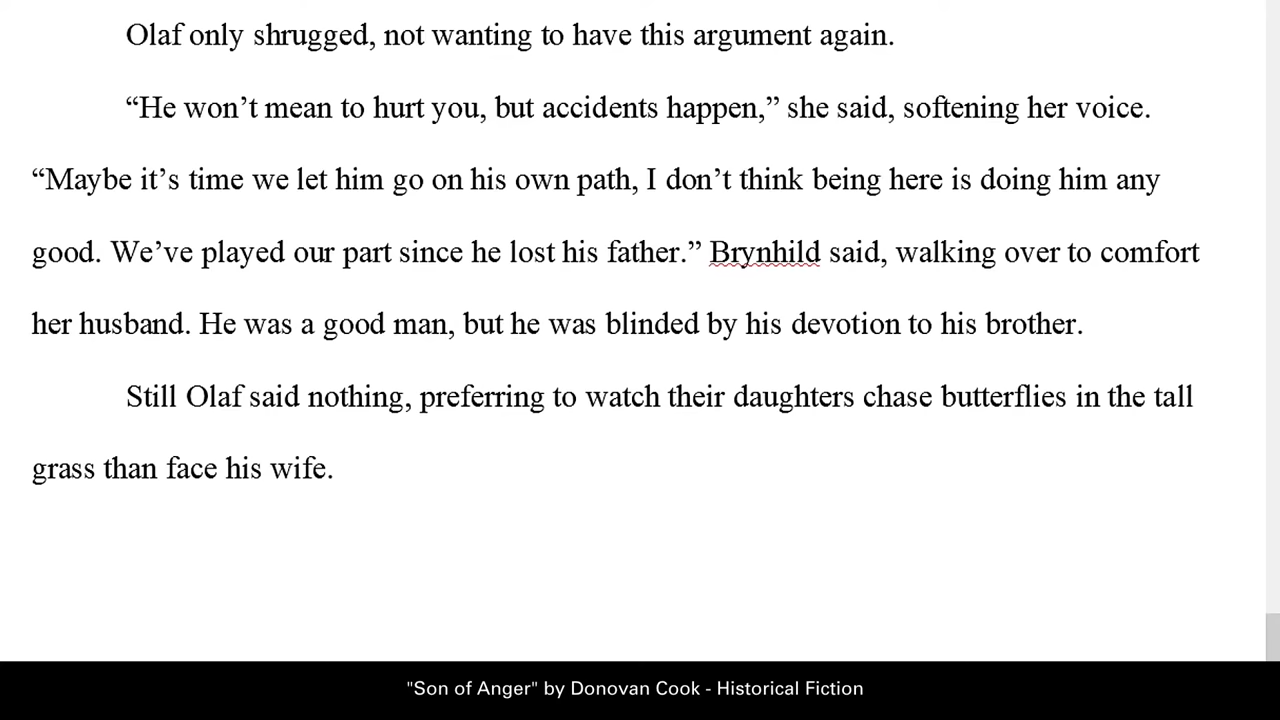 Olaf only shrugged, not wanting to have this argument again.
“He won’t mean to hurt you, but accidents happen,” she said, softening her voice.
“Maybe it’s time we let him go on his own path, I don’t think being here is doing him any
good. We’ve played our part since he lost his father.” Brynhild said, walking over to comfort
her husband. He was a good man, but he was blinded by his devotion to his brother.
Still Olaf said nothing, preferring to watch their daughters chase butterflies in the tall
grass than face his wife.
"Son of Anger" by Donovan Cook - Historical Fiction